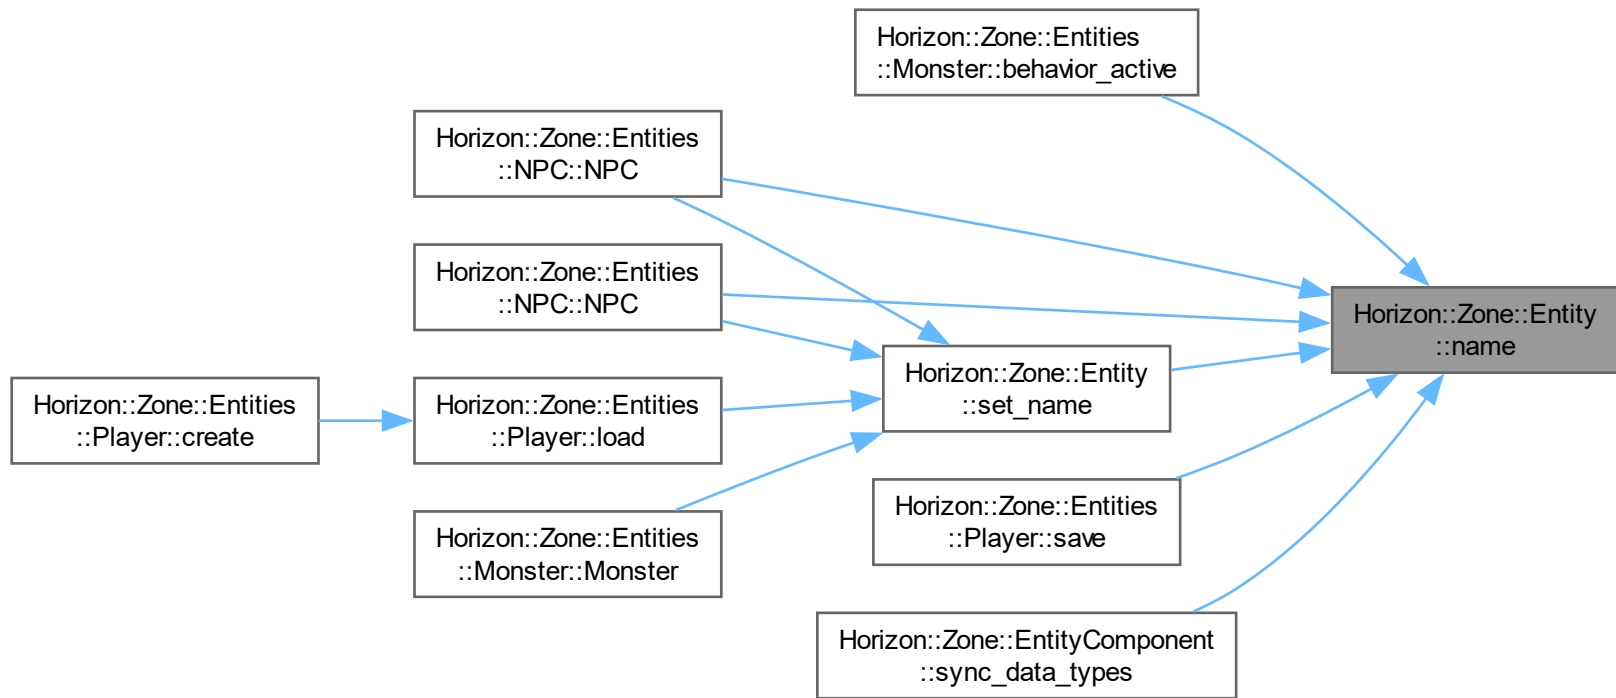 Horizon::Zone::Entities
::Monster::behavior_active
Horizon::Zone::Entities
::NPC::NPC
Horizon::Zone::Entities
::NPC::NPC
Horizon::Zone::Entity
::name
Horizon::Zone::Entity
::set_name
Horizon::Zone::Entities
::Player::create
Horizon::Zone::Entities
::Player::load
Horizon::Zone::Entities
::Player::save
Horizon::Zone::Entities
::Monster::Monster
Horizon::Zone::EntityComponent
::sync_data_types